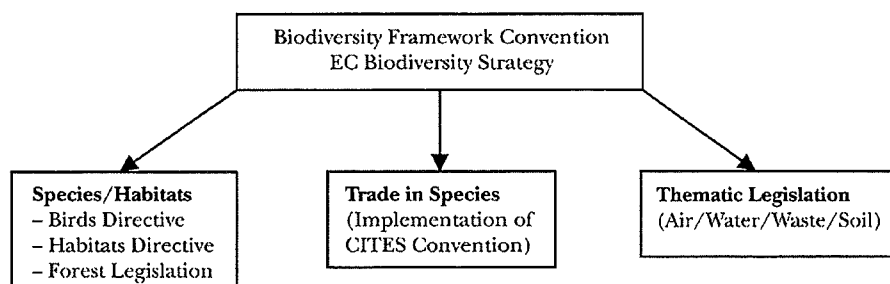 Biodiversity Framework Convention
EC Biodiversity Strategy
Species/Habitats
– Birds Directive
– Habitats Directive
– Forest Legislation
Trade in Species
(Implementation of
CITES Convention)
Thematic Legislation
(Air/Water/Waste/Soil)